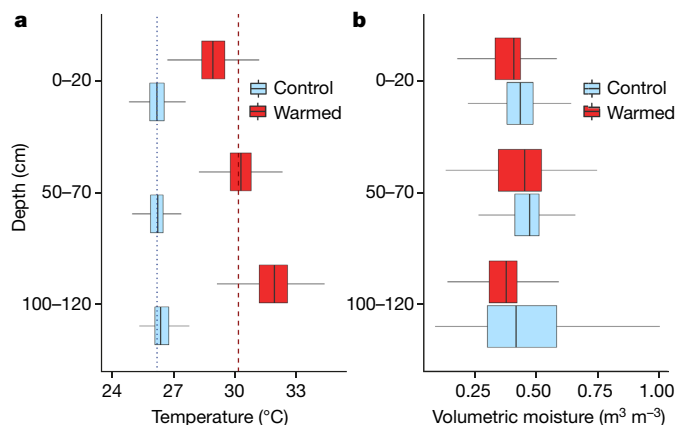 a
Depth (cm)
0–20
50–70
100–120
24
27
30
33
Temperature (°C)
Control
Warmed
b
0–20
50–70
100–120
0.25
0.50
0.75
1.00
Volumetric moisture (m³ m⁻³)
Control
Warmed